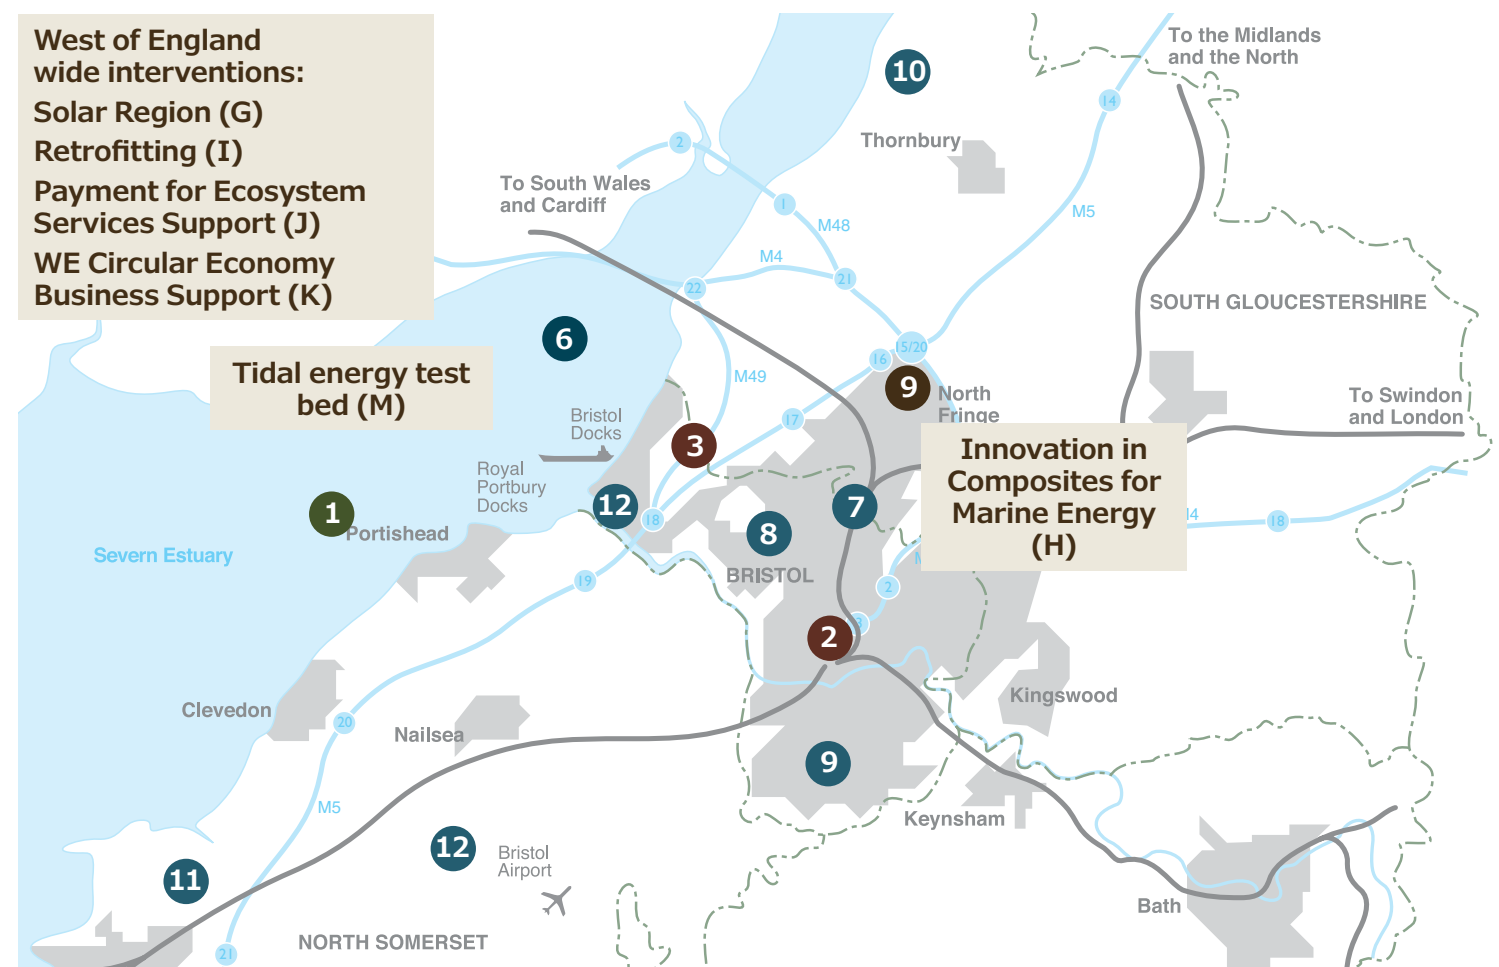 West of England
wide interventions:
Solar Region (G)
Retrofitting (I)
Payment for Ecosystem
Services Support (J)
WE Circular Economy
Business Support (K)
To the Midlands
and the North
10
14
Thornbury
2
To South Wales
and Cardiff
1
M48
M5
M4
21
22
SOUTH GLOUCESTERSHIRE
6
15/20
16
Tidal energy test
bed (M)
M49
9
North
Fringe
To Swindon
and London
Bristol
Docks
17
3
Innovation in
Composites for
Marine Energy
(H)
Royal
Portbury
Docks
12
18
7
1
Portishead
8
18
Severn Estuary
BRISTOL
19
2
2
Kingswood
Clevedon
20
Nailsea
9
M5
Keynsham
12
Bristol
Airport
11
Bath
NORTH SOMERSET
21